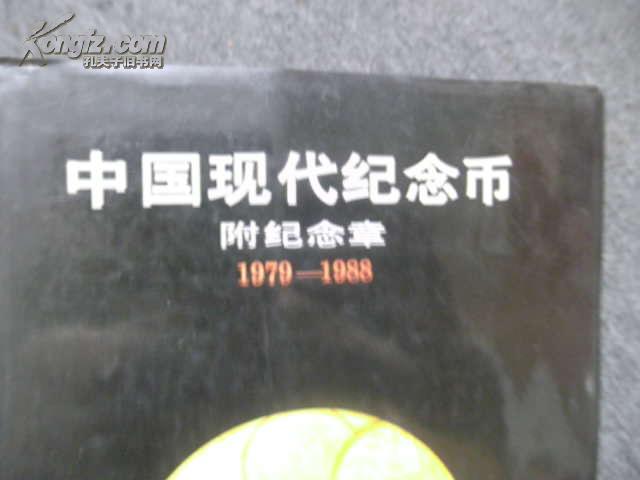 Kongfz.com
孔夫子旧书网
中国现代纪念币
附纪念章
1979—1988